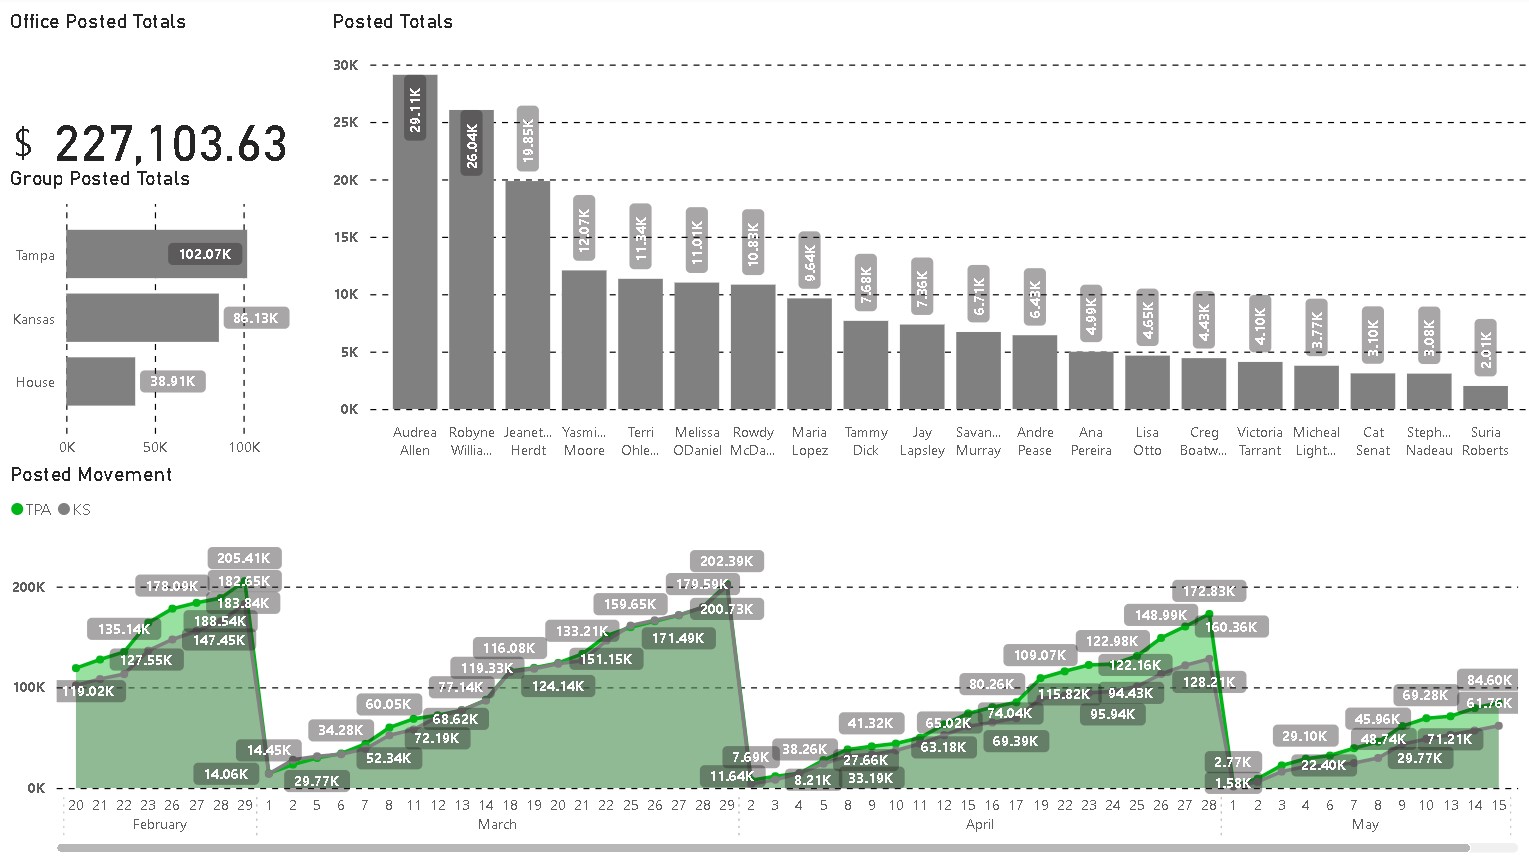 Office Posted Totals
$ 227,103.63
Group Posted Totals
Tampa
102.07K
Kansas
86.13K
House
38.91K
0K 50K 100K
Posted Totals
30K
25K
20K
15K
10K
5K
0K
29.11K 26.04K 19.85K 12.07K 11.34K 11.01K 10.83K 9.64K 7.68K 7.36K 6.71K 6.43K 4.99K 4.65K 4.43K 4.10K 3.77K 3.10K 3.08K 2.01K
Audrea Robyne Jeanet... Yasmi... Terri Melissa Rowdy Maria Tammy Jay Savan... Andre Ana Lisa Creg Victoria Micheal Cat Steph... Suria
Allen Willia... Herdt Moore Ohle... ODaniel McDa... Lopez Dick Lapsley Murray Pease Pereira Otto Boatw... Tarrant Light... Senat Nadeau Roberts
Posted Movement
TPA KS
200K
100K
0K
119.02K 135.14K 127.55K 178.09K 205.41K 182.65K 183.84K 188.54K 147.45K
14.45K 14.06K 29.77K 34.28K 60.05K 52.34K 72.19K 68.62K 77.14K 119.33K 116.08K 124.14K 133.21K 151.15K 159.65K 171.49K 179.59K 202.39K 200.73K
7.69K 11.64K 38.26K 8.21K 41.32K 27.66K 33.19K 65.02K 63.18K 80.26K 74.04K 69.39K 109.07K 115.82K 122.98K 95.94K 94.43K 122.16K 148.99K 172.83K 160.36K 128.21K
2.77K 1.58K 29.10K 22.40K 45.96K 48.74K 69.28K 29.77K 71.21K 84.60K 61.76K
20 21 22 23 26 27 28 29 1 2 5 6 7 8 11 12 13 14 18 19 20 21 22 25 26 27 28 29 2 3 4 5 8 9 10 11 12 15 16 17 19 22 23 24 25 26 27 28 1 2 3 6 7 8 9 10 13 14 15
February March April May